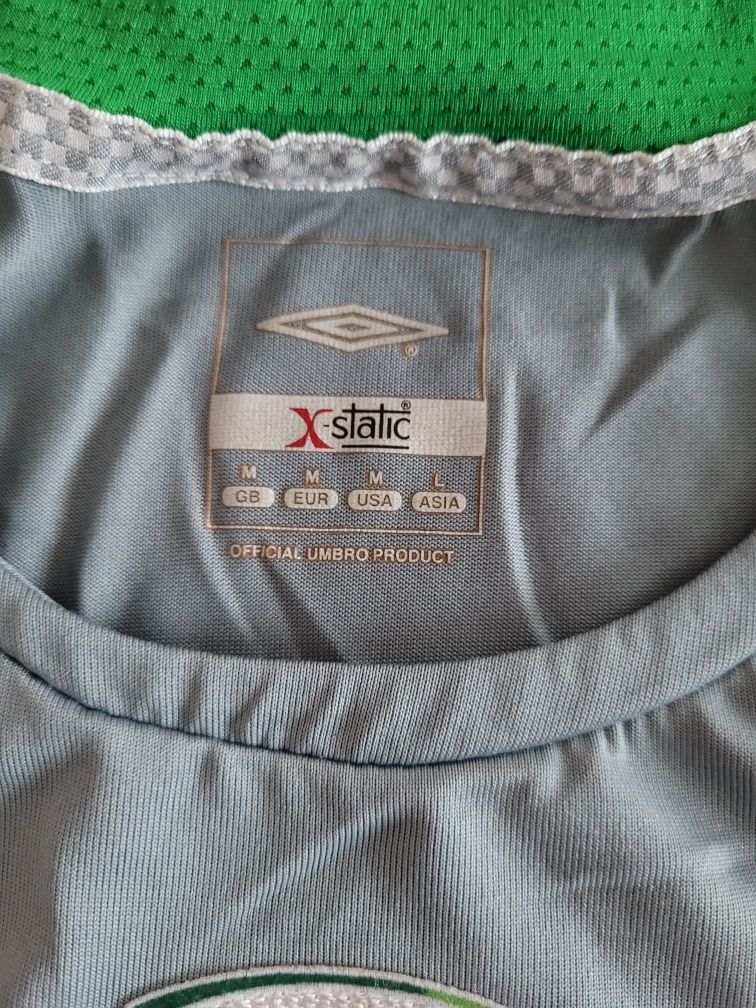 ®
X-static®
M M M L
GB EUR USA ASIA
OFFICIAL UMBRO PRODUCT